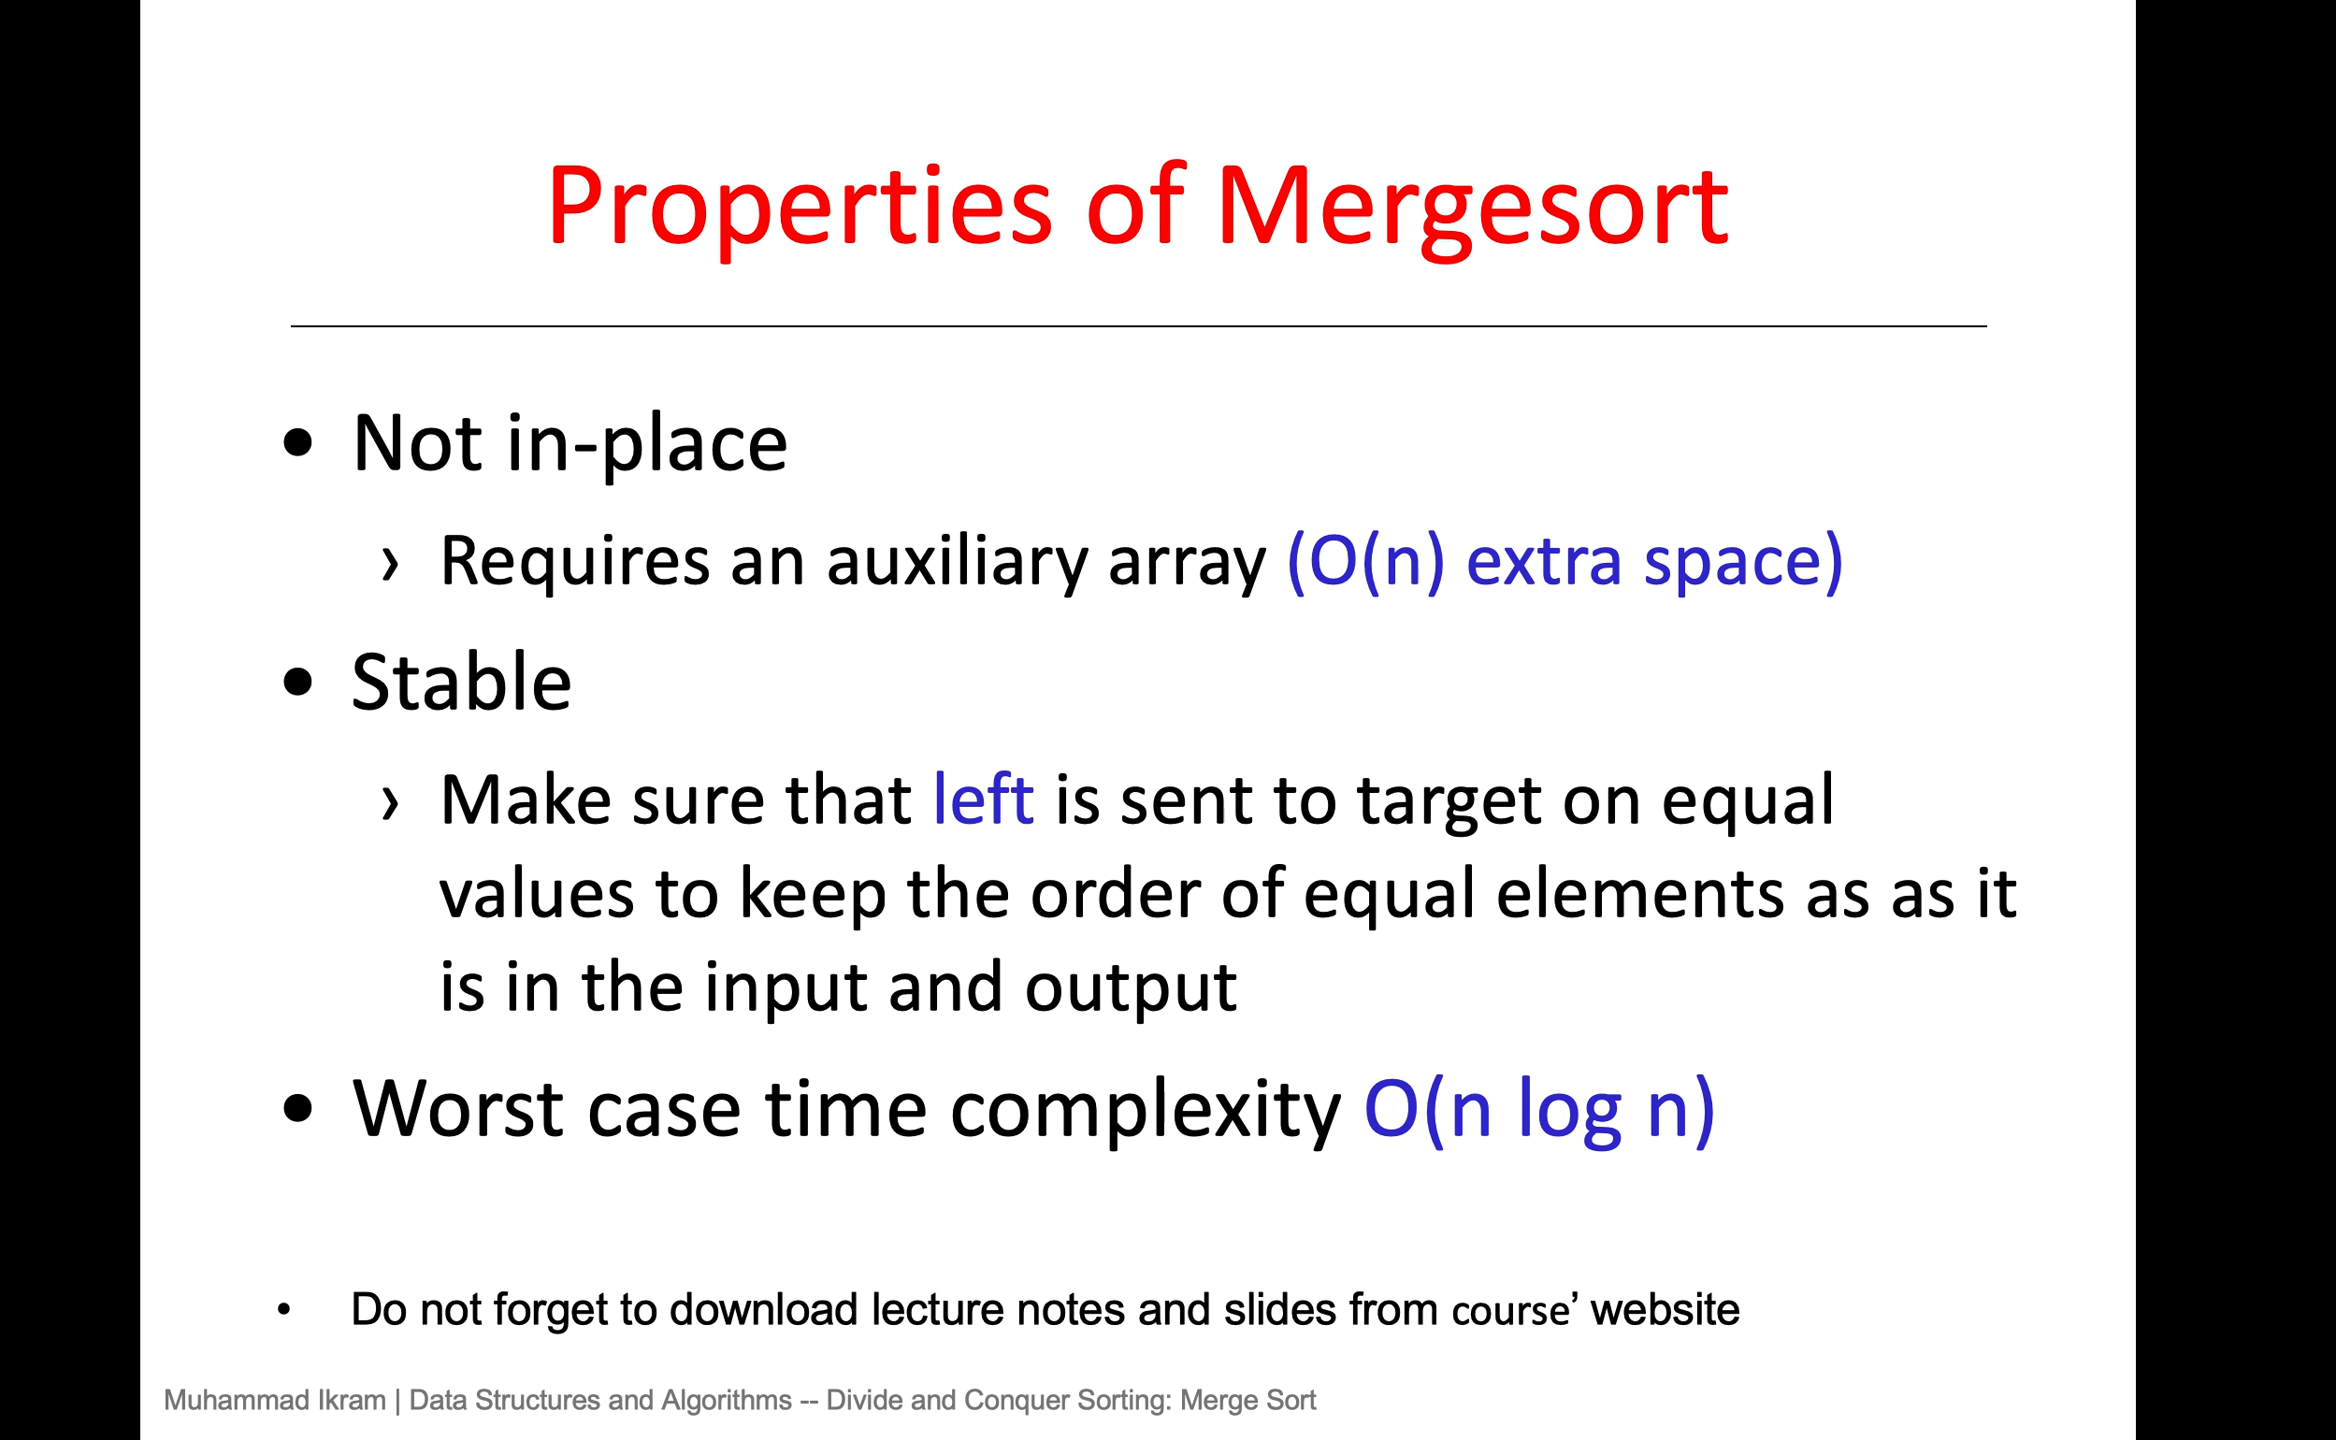 Properties of Mergesort
• Not in-place
› Requires an auxiliary array (O(n) extra space)
• Stable
› Make sure that left is sent to target on equal
values to keep the order of equal elements as as it
is in the input and output
• Worst case time complexity O(n log n)
• Do not forget to download lecture notes and slides from course’ website
Muhammad Ikram | Data Structures and Algorithms -- Divide and Conquer Sorting: Merge Sort